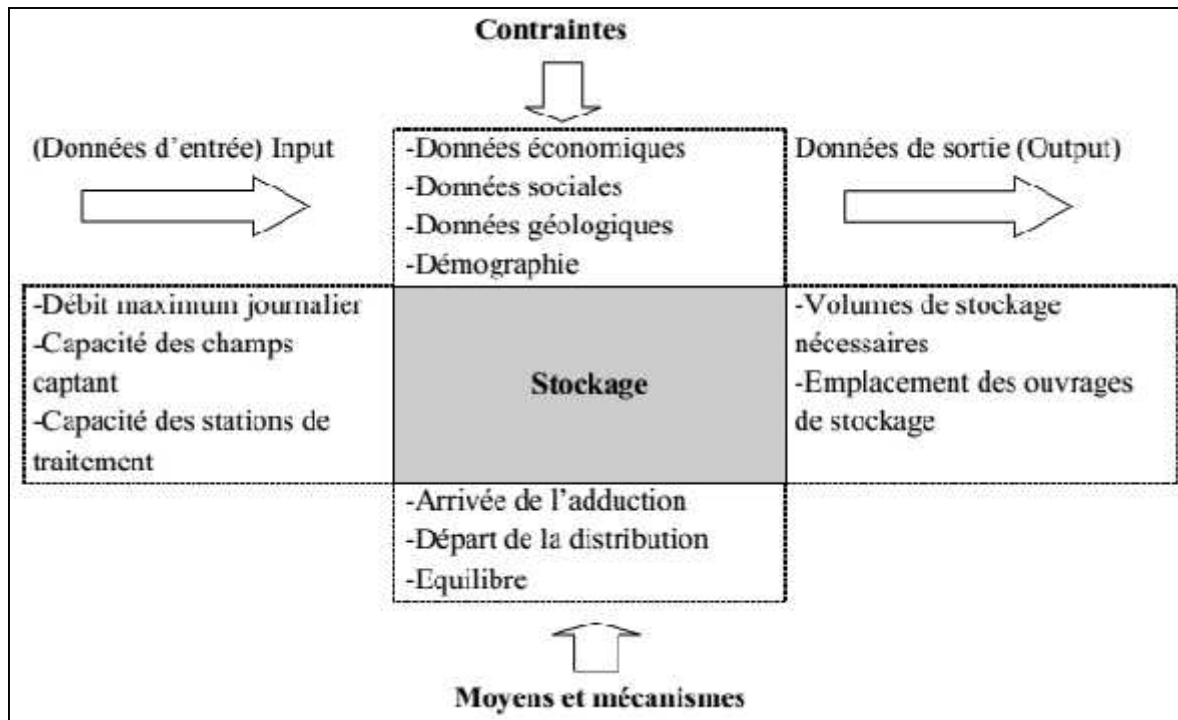 Contraintes
(Données d'entrée) Input
-Données économiques
-Données sociales
-Données géologiques
-Démographie
Données de sortie (Output)
-Débit maximum journalier
-Capacité des champs
captant
-Capacité des stations de
traitement
Stockage
-Volumes de stockage
nécessaires
-Emplacement des ouvrages
de stockage
-Arrivée de l'adduction
-Départ de la distribution
-Equilibre
Moyens et mécanismes